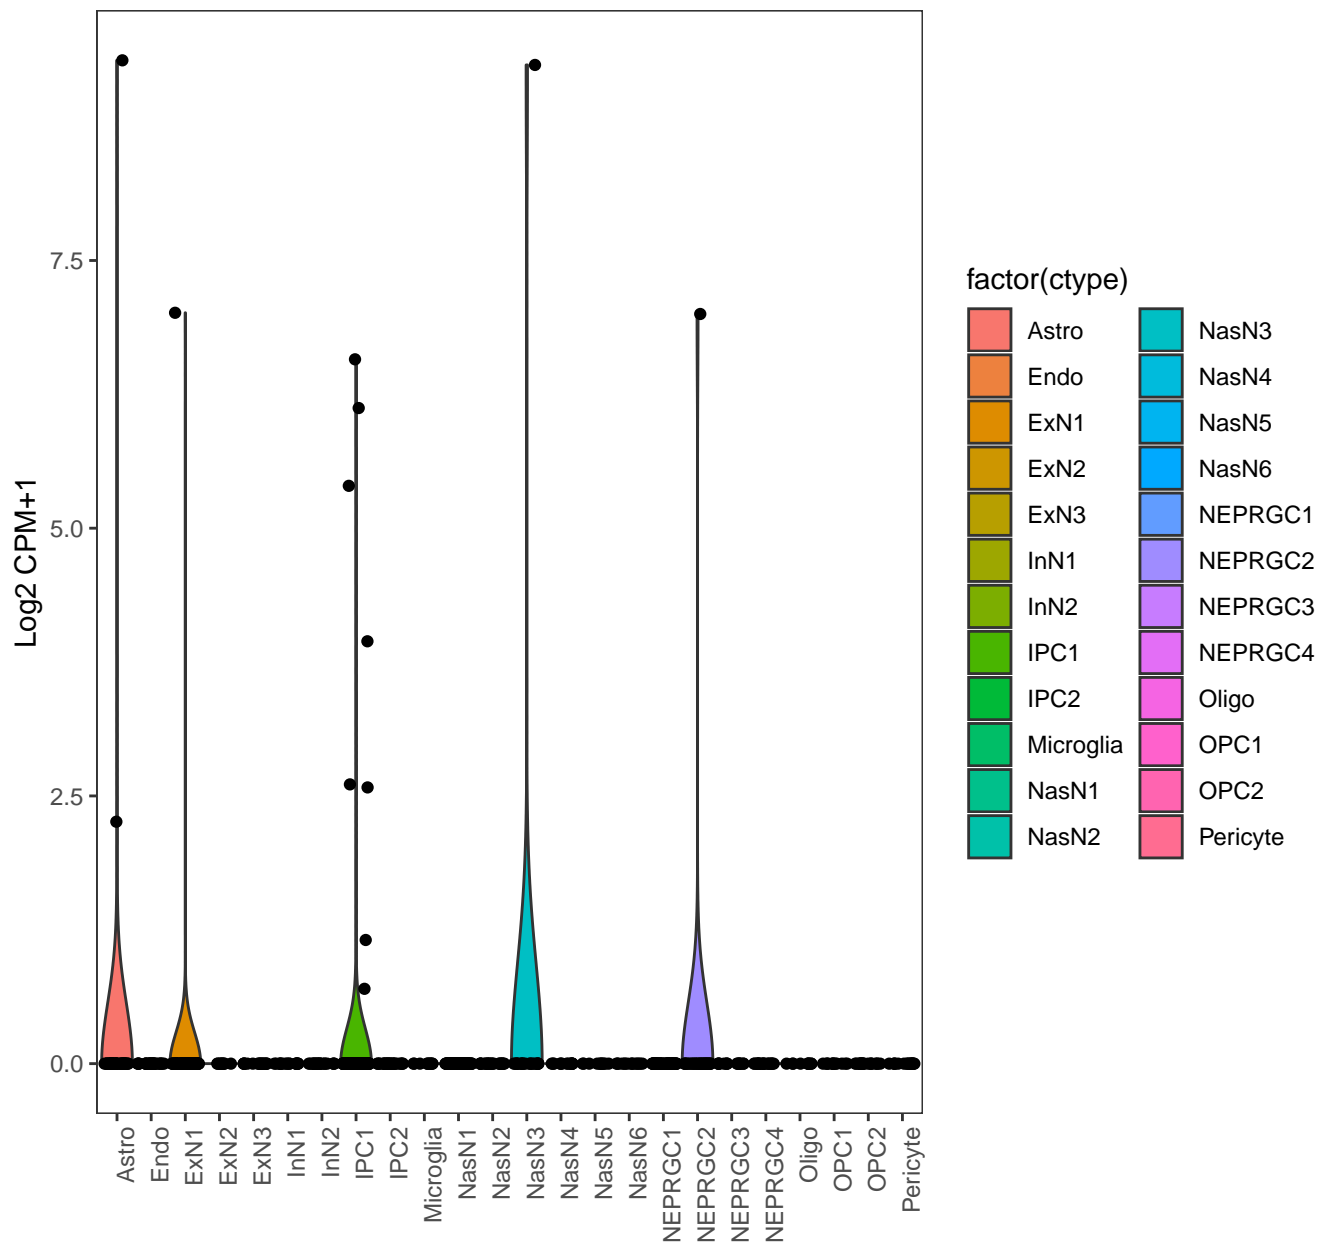 Log2 CPM+1
7.5
5.0
2.5
0.0
Astro
Endo
ExN1
ExN2
ExN3
InN1
InN2
IPC1
IPC2
Microglia
NasN1
NasN2
NasN3
NasN4
NasN5
NasN6
NEPRGC1
NEPRGC2
NEPRGC3
NEPRGC4
Oligo
OPC1
OPC2
Pericyte
factor(ctype)
Astro
Endo
ExN1
ExN2
ExN3
InN1
InN2
IPC1
IPC2
Microglia
NasN1
NasN2
NasN3
NasN4
NasN5
NasN6
NEPRGC1
NEPRGC2
NEPRGC3
NEPRGC4
Oligo
OPC1
OPC2
Pericyte